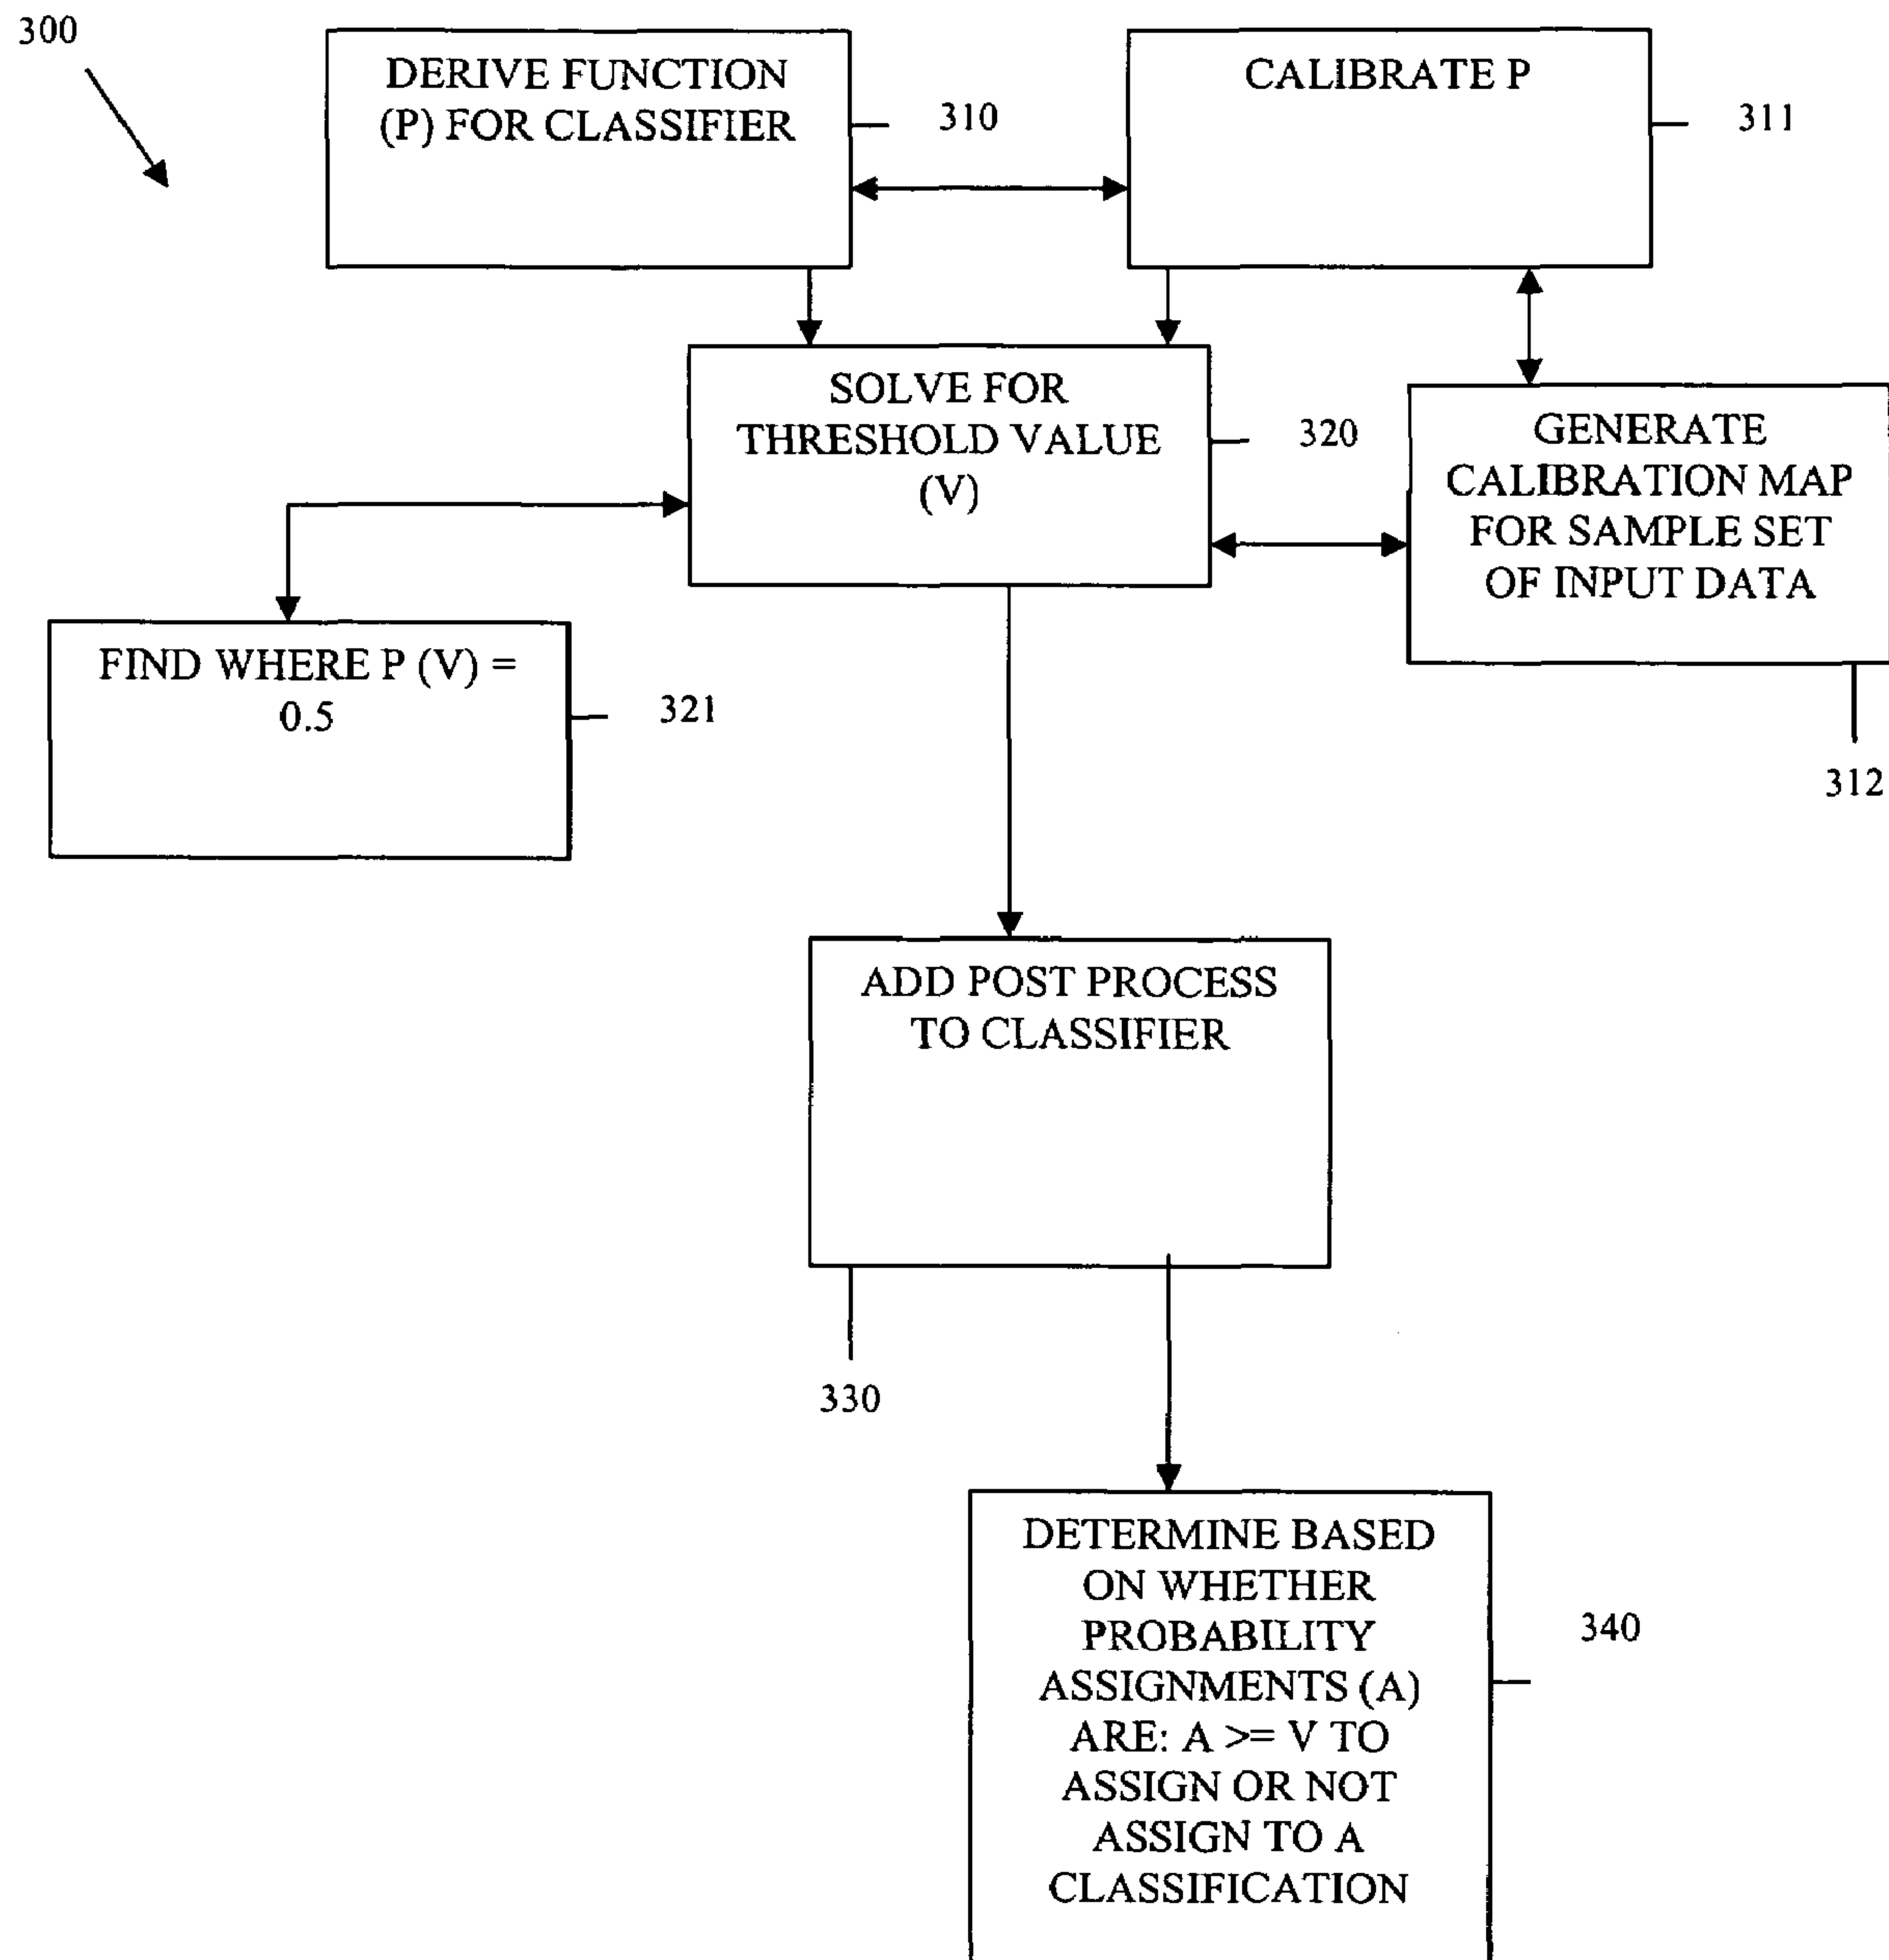 300
DERIVE FUNCTION
(P) FOR CLASSIFIER
310
CALIBRATE P
311
SOLVE FOR
THRESHOLD VALUE
(V)
320
GENERATE
CALIBRATION MAP
FOR SAMPLE SET
OF INPUT DATA
312
FIND WHERE P (V) =
0.5
321
ADD POST PROCESS
TO CLASSIFIER
330
DETERMINE BASED
ON WHETHER
PROBABILITY
ASSIGNMENTS (A)
ARE: A >= V TO
ASSIGN OR NOT
ASSIGN TO A
CLASSIFICATION
340